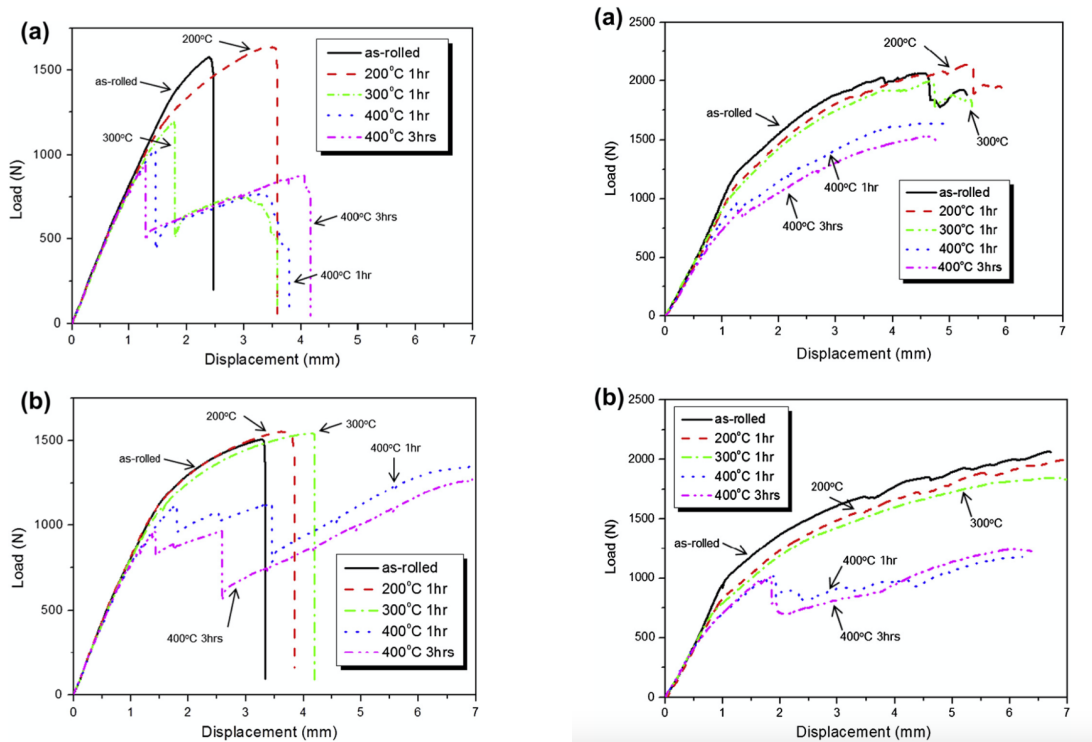 (a)
1500
1000
500
0
Load (N)
0 1 2 3 4 5 6 7
Displacement (mm)
as-rolled
200°C
300°C
400°C 3hrs
400°C 1hr
as-rolled
200°C 1hr
300°C 1hr
400°C 1hr
400°C 3hrs
(a)
2500
2000
1500
1000
500
0
Load (N)
0 1 2 3 4 5 6 7
Displacement (mm)
as-rolled
200°C
300°C
400°C 1hr
400°C 3hrs
as-rolled
200°C 1hr
300°C 1hr
400°C 1hr
400°C 3hrs
(b)
1500
1000
500
0
Load (N)
0 1 2 3 4 5 6 7
Displacement (mm)
as-rolled
200°C
300°C
400°C 1hr
400°C 3hrs
as-rolled
200°C 1hr
300°C 1hr
400°C 1hr
400°C 3hrs
(b)
2500
2000
1500
1000
500
0
Load (N)
0 1 2 3 4 5 6 7
Displacement (mm)
as-rolled
200°C 1hr
300°C 1hr
400°C 1hr
400°C 3hrs
as-rolled
200°C
300°C
400°C 1hr
400°C 3hrs